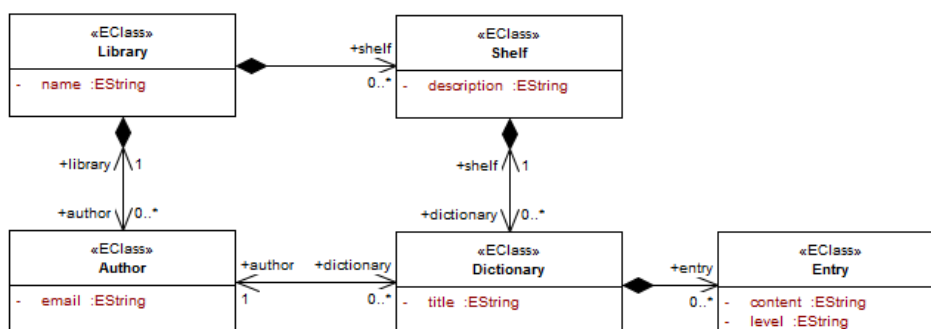 «EClass»
Library
- name :EString
+shelf
0..*
«EClass»
Shelf
- description :EString
+library
1
+author
0..*
+shelf
1
+dictionary
0..*
«EClass»
Author
- email :EString
+author
1
+dictionary
0..*
«EClass»
Dictionary
- title :EString
+entry
0..*
«EClass»
Entry
- content :EString
- level :EString